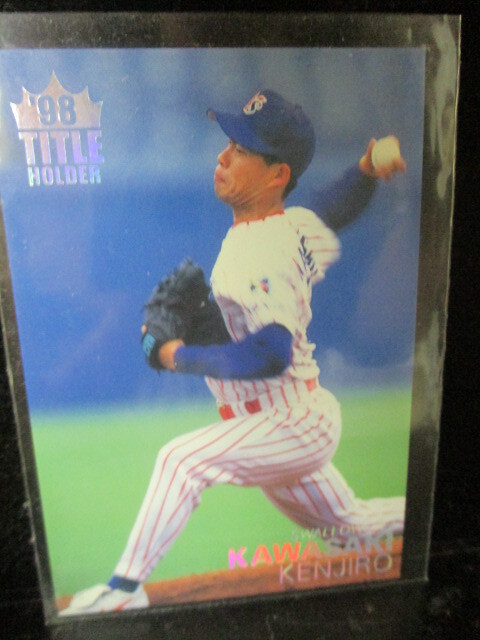 '98
TITLE
HOLDER
SWALLOWS
KAWASAKI
KENJIRO